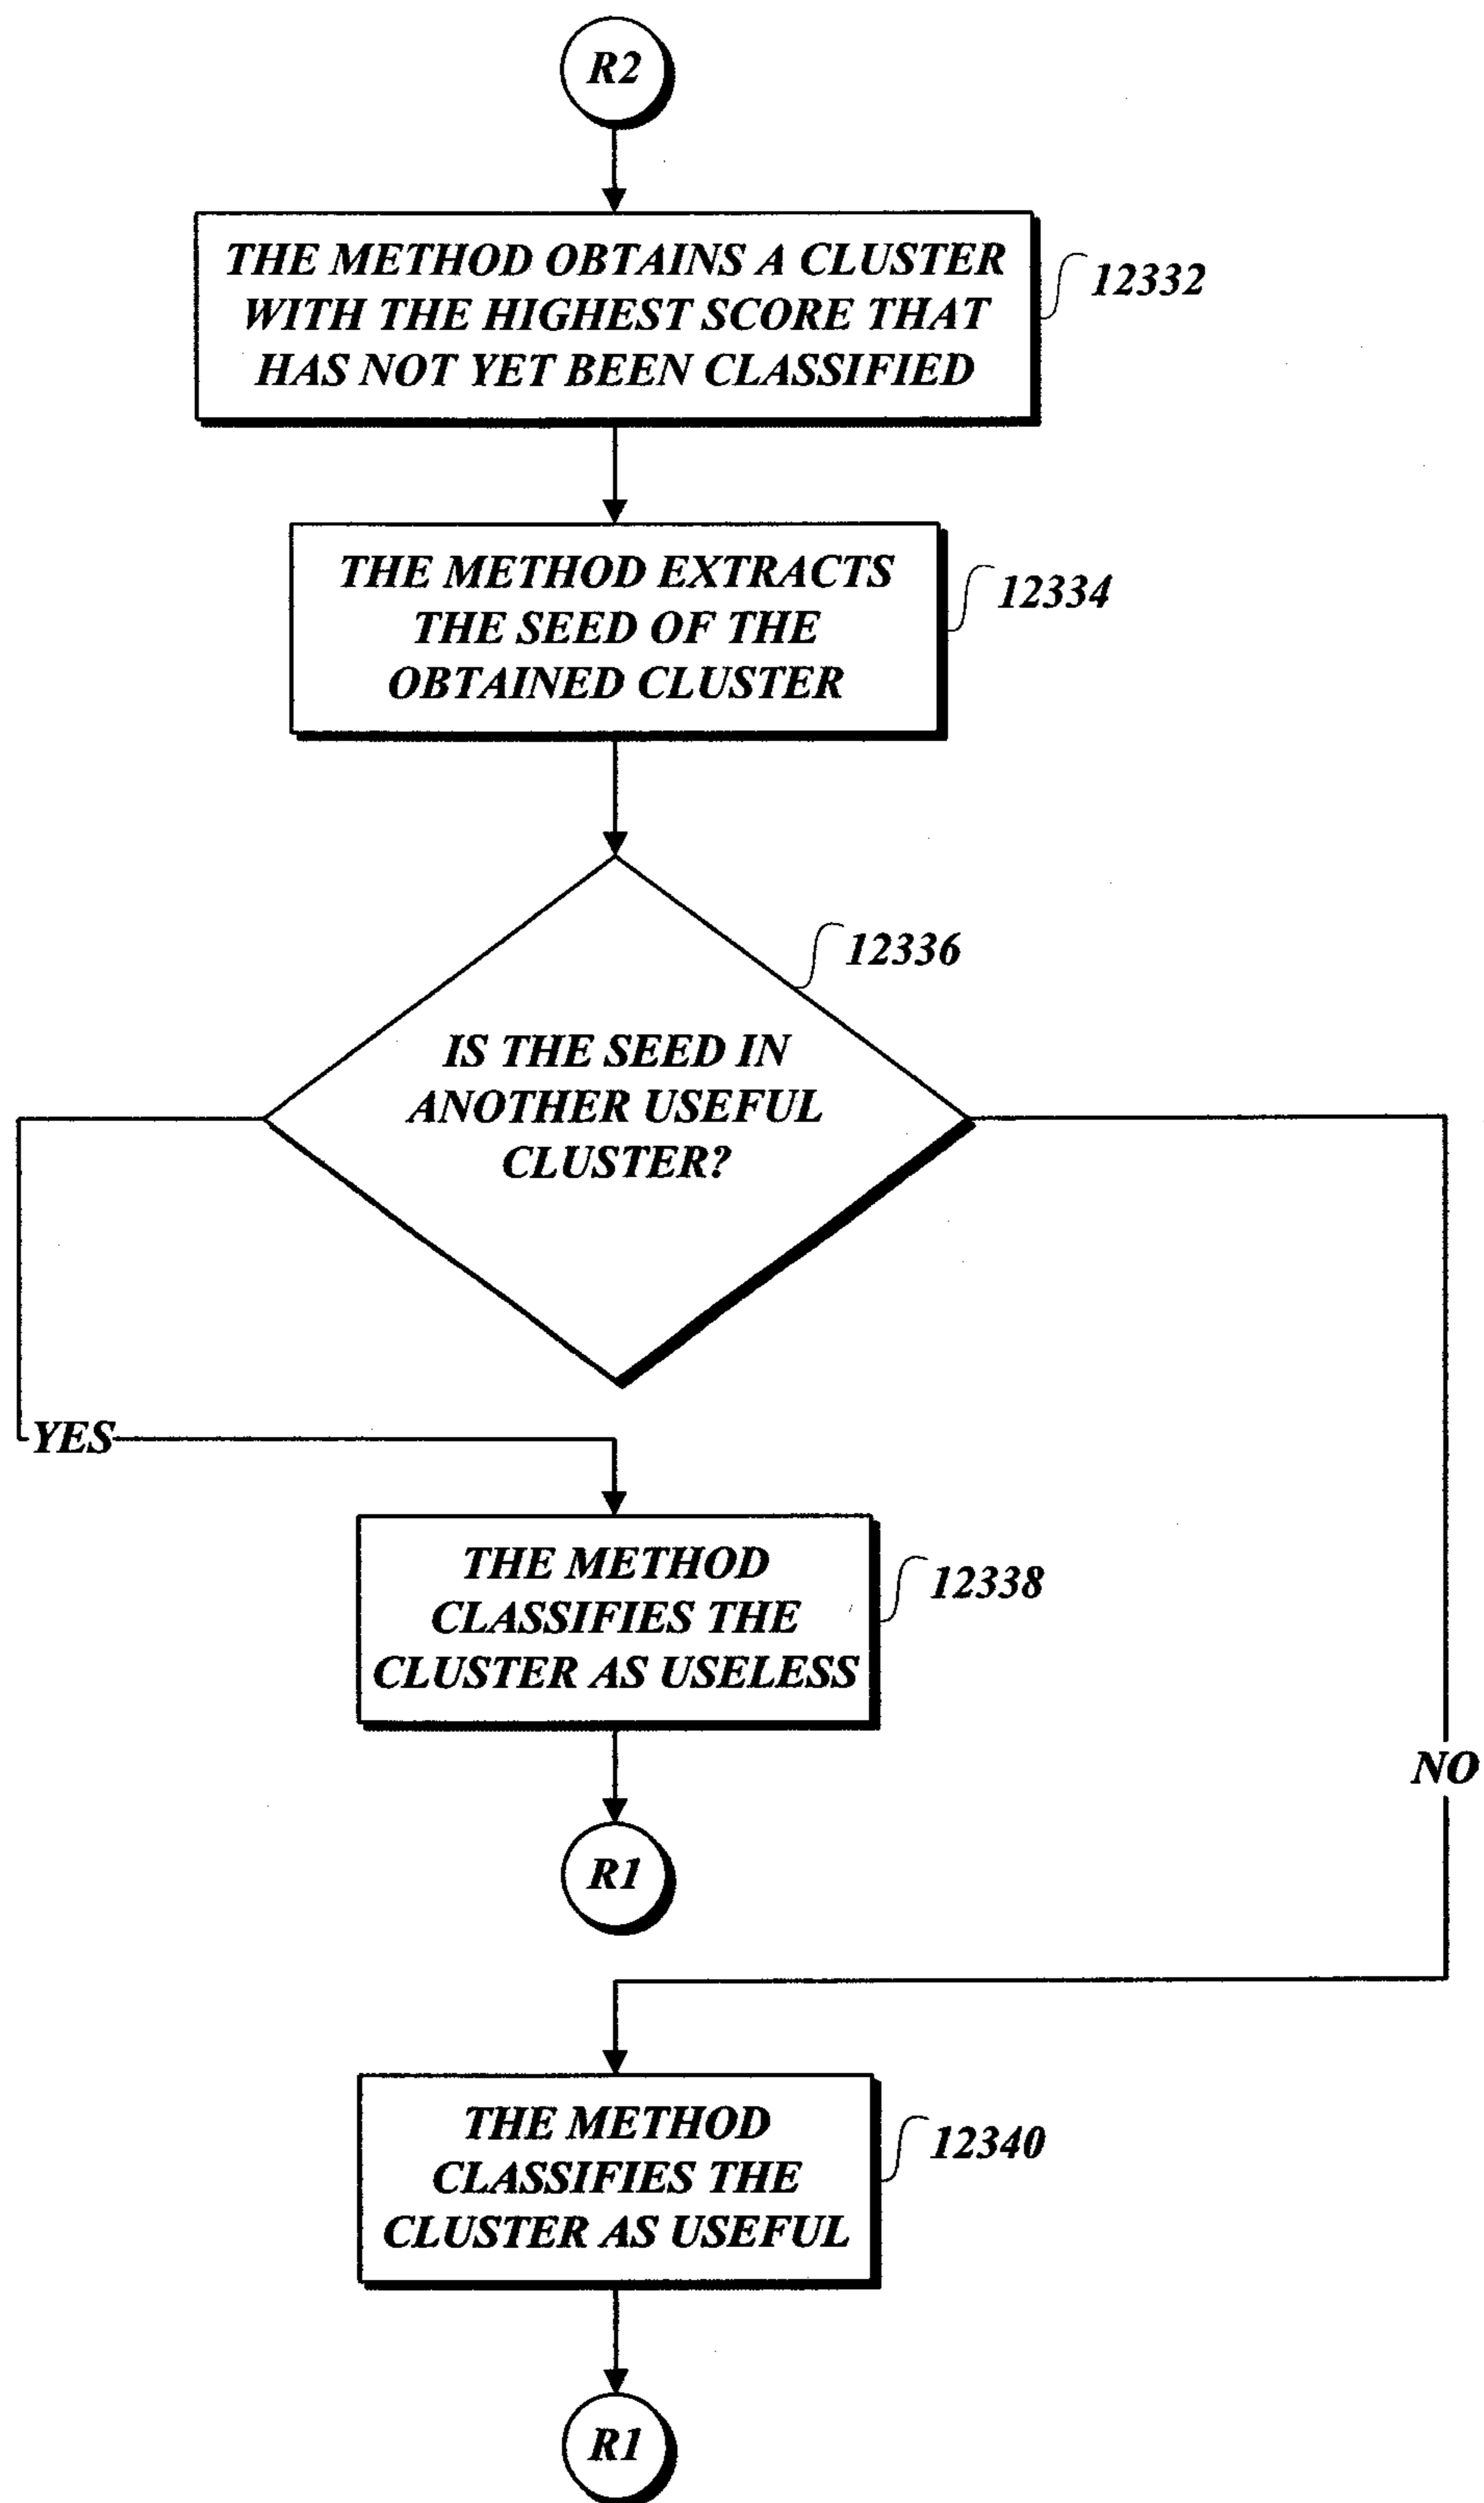 R2
THE METHOD OBTAINS A CLUSTER
WITH THE HIGHEST SCORE THAT
HAS NOT YET BEEN CLASSIFIED
12332
THE METHOD EXTRACTS
THE SEED OF THE
OBTAINED CLUSTER
12334
12336
IS THE SEED IN
ANOTHER USEFUL
CLUSTER?
YES
THE METHOD
CLASSIFIES THE
CLUSTER AS USELESS
12338
NO
R1
THE METHOD
CLASSIFIES THE
CLUSTER AS USEFUL
12340
R1